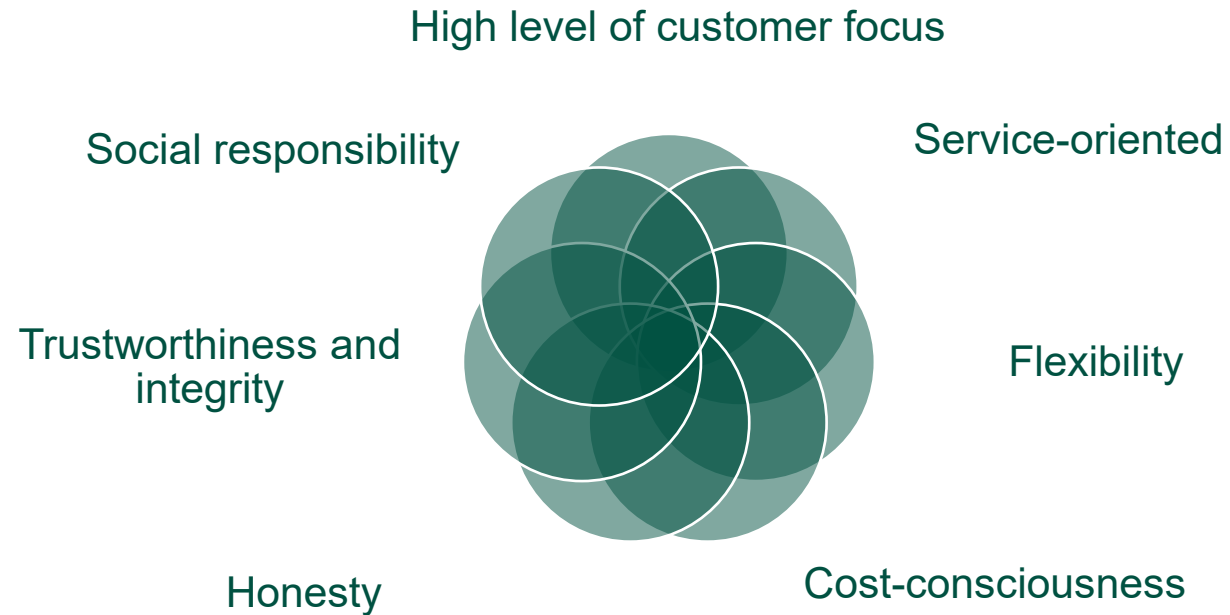 High level of customer focus
Social responsibility
Service-oriented
Trustworthiness and
integrity
Flexibility
Honesty
Cost-consciousness